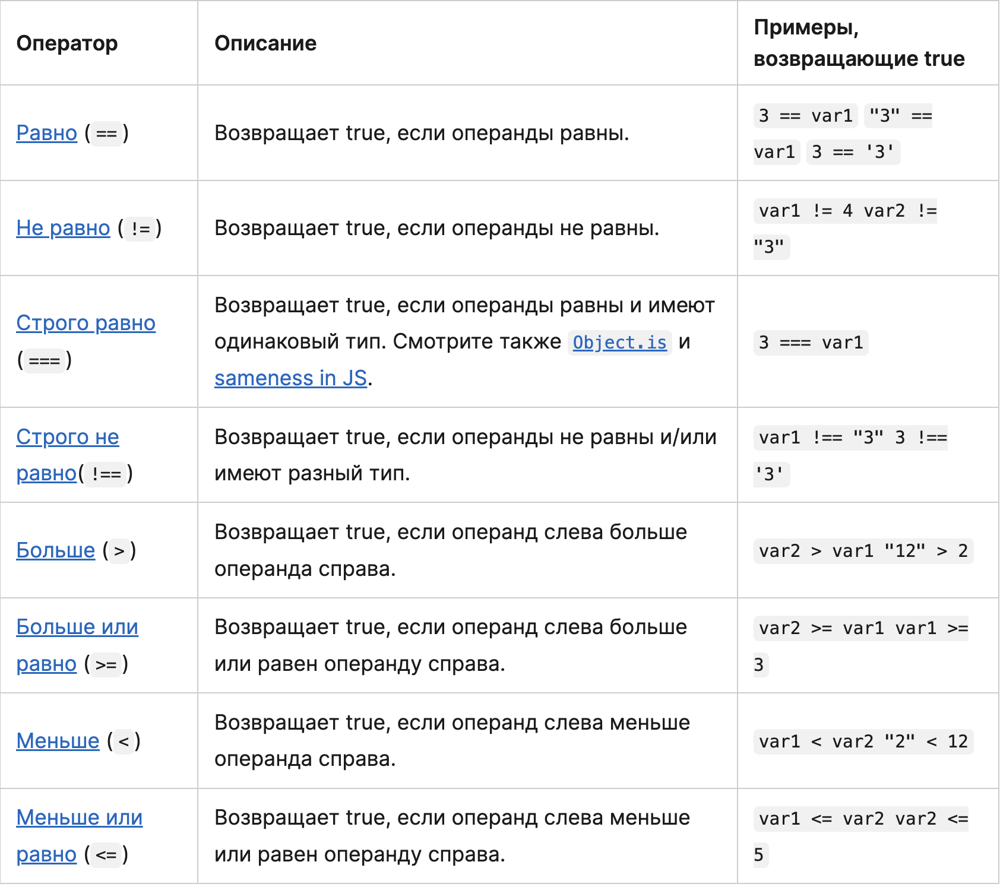 Оператор
Описание
Примеры,
возвращающие true
Равно (==)
Возвращает true, если операнды равны.
3 == var1 "3" ==
var1 3 == '3'
Не равно (!=)
Возвращает true, если операнды не равны.
var1 != 4 var2 !=
"3"
Строго равно
(===)
Возвращает true, если операнды равны и имеют
одинаковый тип. Смотрите также Object.is и
sameness in JS.
3 === var1
Строго не
равно(!==)
Возвращает true, если операнды не равны и/или
имеют разный тип.
var1 !== "3" 3 !==
'3'
Больше (>)
Возвращает true, если операнд слева больше
операнда справа.
var2 > var1 "12" > 2
Больше или
равно (>=)
Возвращает true, если операнд слева больше
или равен операнду справа.
var2 >= var1 var1 >=
3
Меньше (<)
Возвращает true, если операнд слева меньше
операнда справа.
var1 < var2 "2" < 12
Меньше или
равно (<=)
Возвращает true, если операнд слева меньше
или равен операнду справа.
var1 <= var2 var2 <=
5